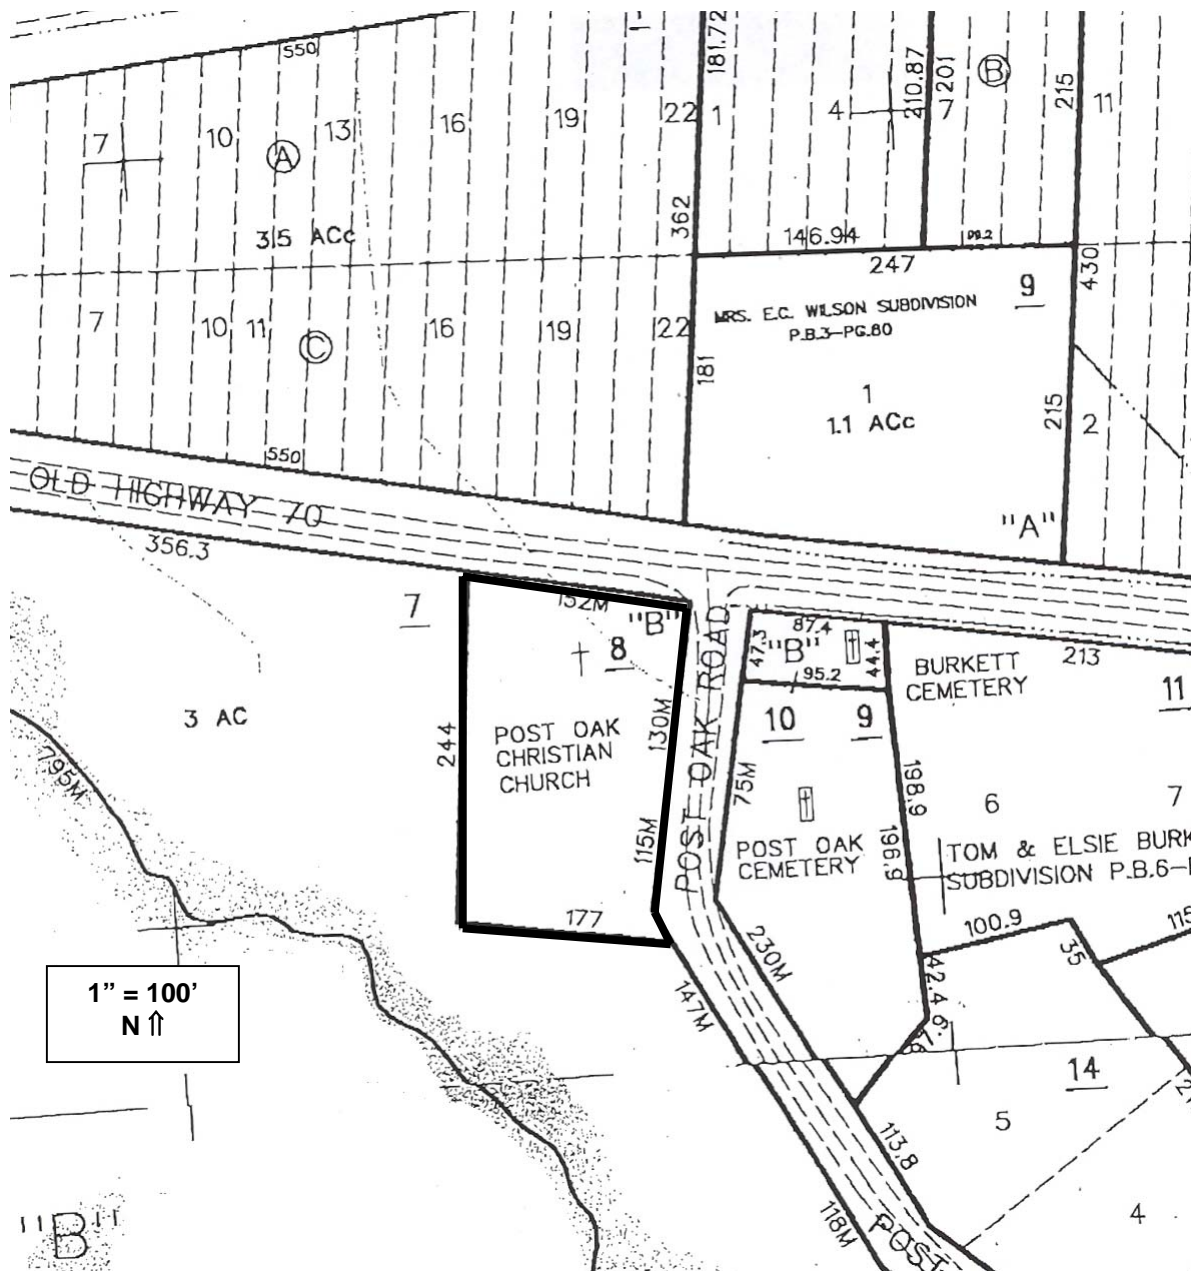 550
181.72
210.87
201
B
215
7
10
A
13
16
19
22
1
4
7
11
35 ACc
362
146.94
99.2
247
430
MRS. E.C. WILSON SUBDIVISION
P.B.3-PG.80
9
7
10
11
C
16
19
22
181
1
1.1 ACc
215
2
"A"
550
OLD HIGHWAY 70
356.3
152M
7
"B"
8
87.4
47.3
"B"
44.4
95.2
213
BURKETT
CEMETERY
11
3 AC
244
POST OAK
CHRISTIAN
CHURCH
130M
115M
POST OAK ROAD
10
9
75M
795M
198.9
196.9
6
7
POST OAK
CEMETERY
TOM & ELSIE BURK
SUBDIVISION P.B.6-
177
100.9
35
115
230M
147M
42.4
1" = 100'
N ⇑
14
5
113.8
118M
4
POST
"B"